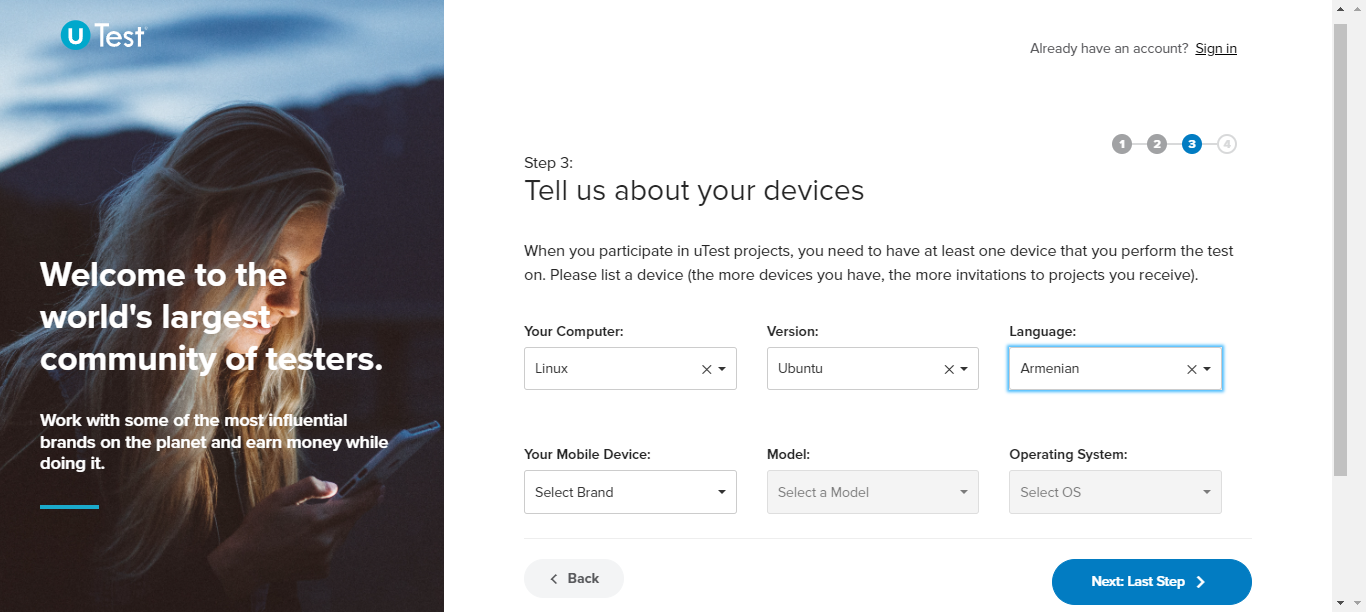 U Test
Already have an account? Sign in
1 2 3 4
Step 3:
Tell us about your devices
When you participate in uTest projects, you need to have at least one device that you perform the test
on. Please list a device (the more devices you have, the more invitations to projects you receive).
Your Computer: Version: Language:
Linux Ubuntu Armenian
Your Mobile Device: Model: Operating System:
Select Brand Select a Model Select OS
Back Next: Last Step
Welcome to the
world's largest
community of testers.
Work with some of the most influential
brands on the planet and earn money while
doing it.